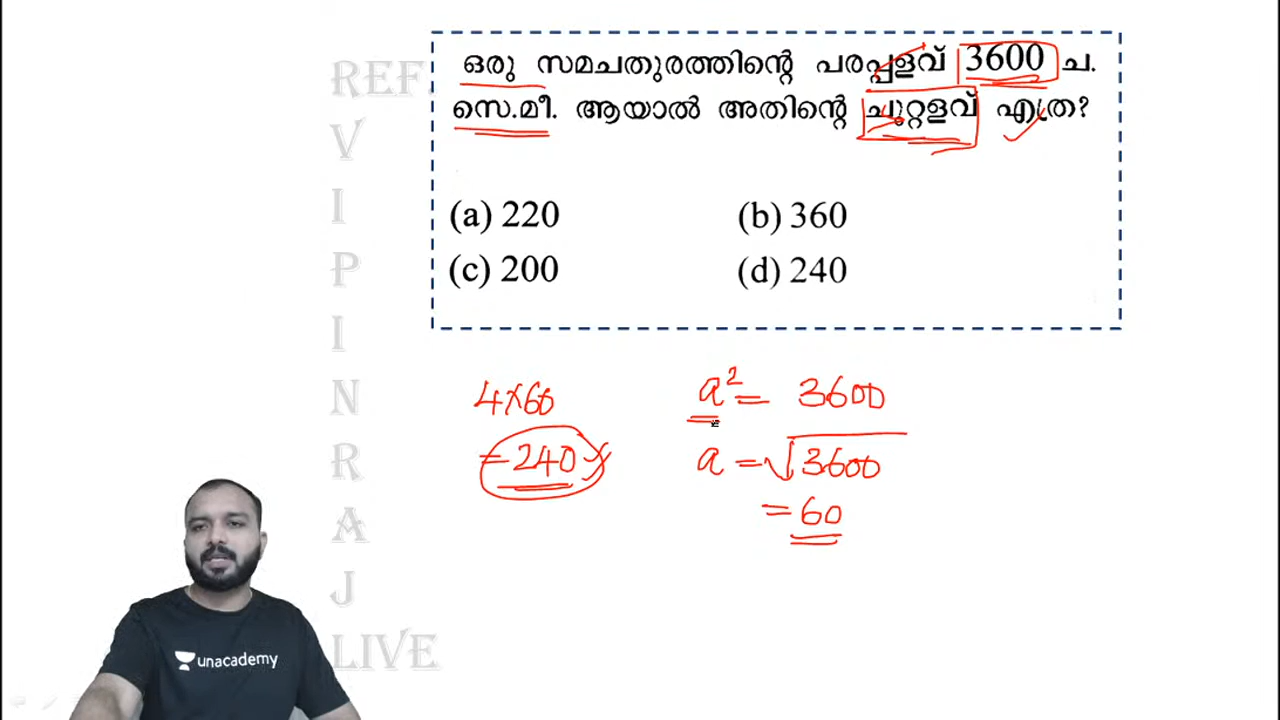 REF.
VIPINRAJ
LIVE
ഒരു സമചതുരത്തിന്റെ പരപ്പളവ് 3600 ച.
സെ.മീ. ആയാൽ അതിന്റെ ചുറ്റളവ് എത്ര?
(a) 220 (b) 360
(c) 200 (d) 240
4×60
=240
a² = 3600
a = √3600
= 60
unacademy